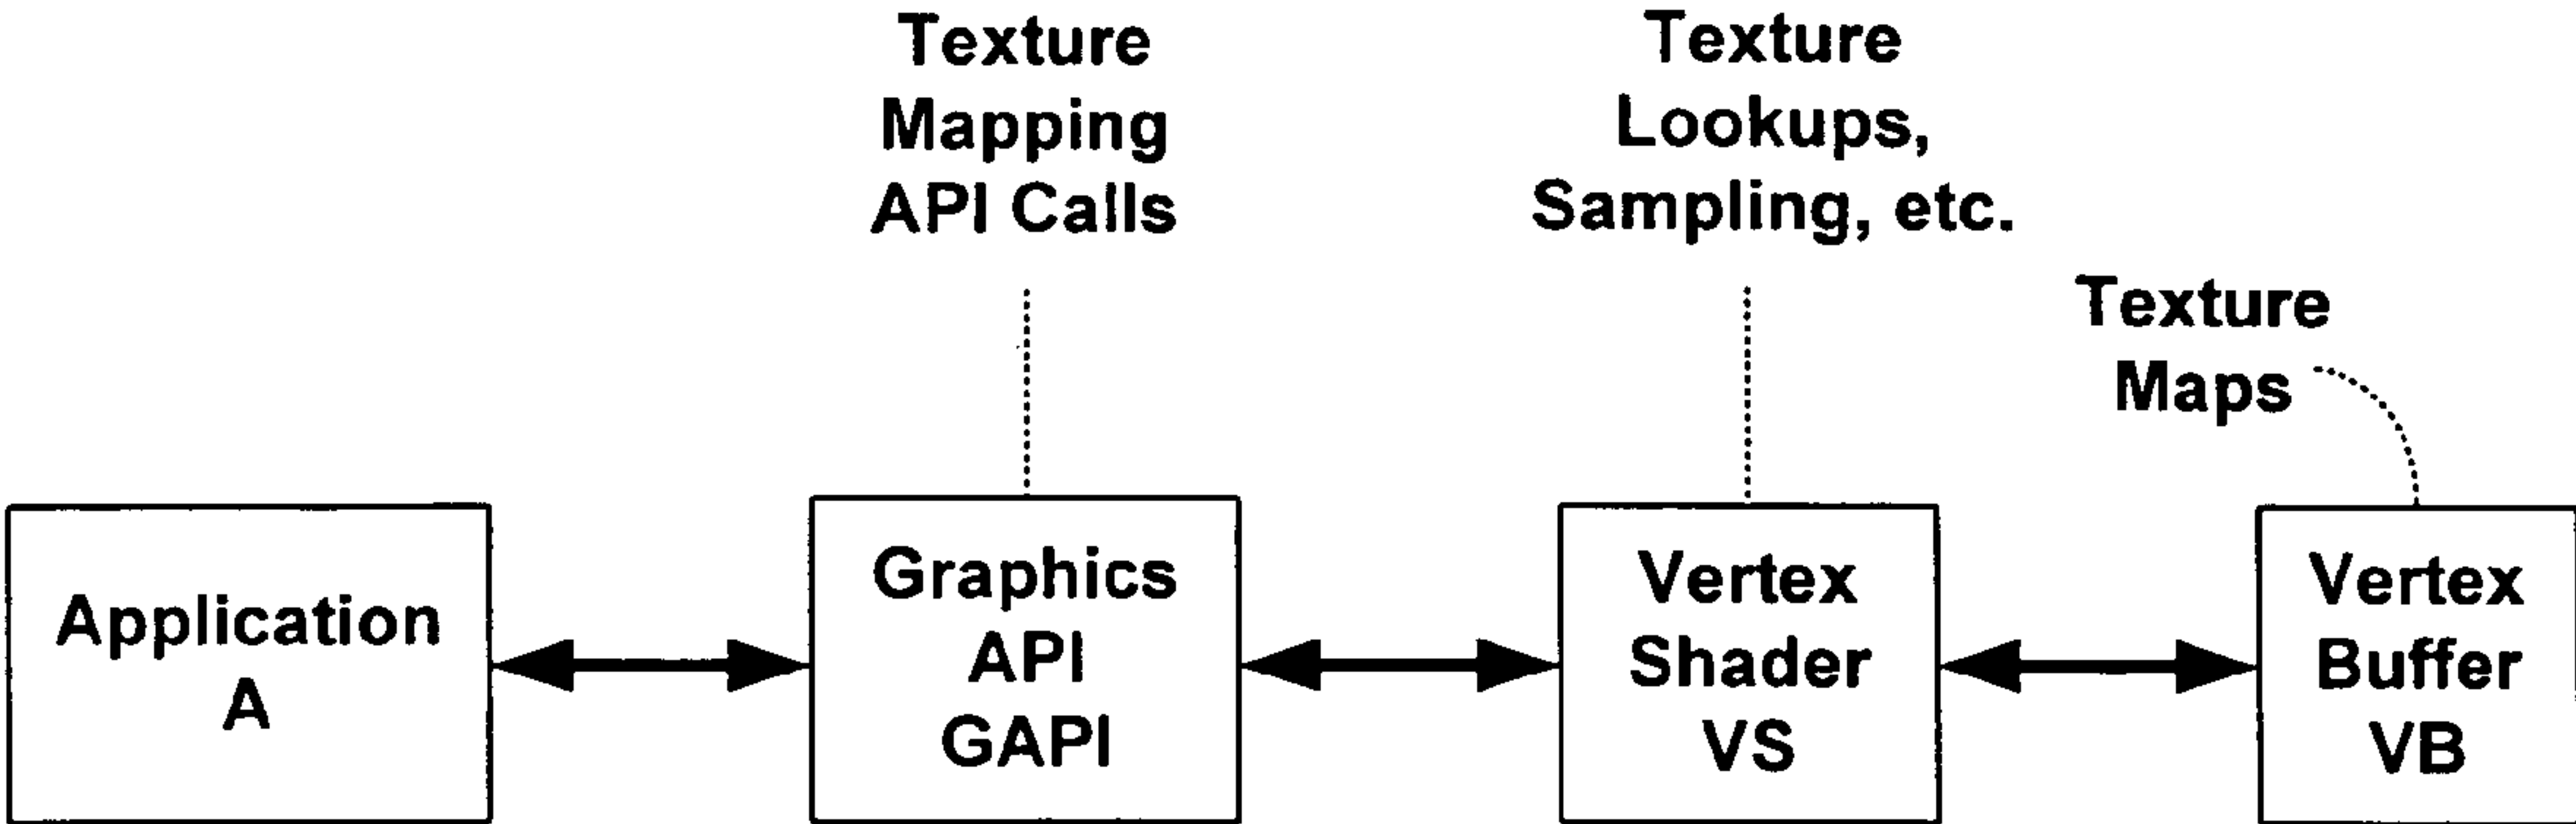 Texture
Mapping
API Calls
Texture
Lookups,
Sampling, etc.
Texture
Maps
Application
A
Graphics
API
GAPI
Vertex
Shader
VS
Vertex
Buffer
VB